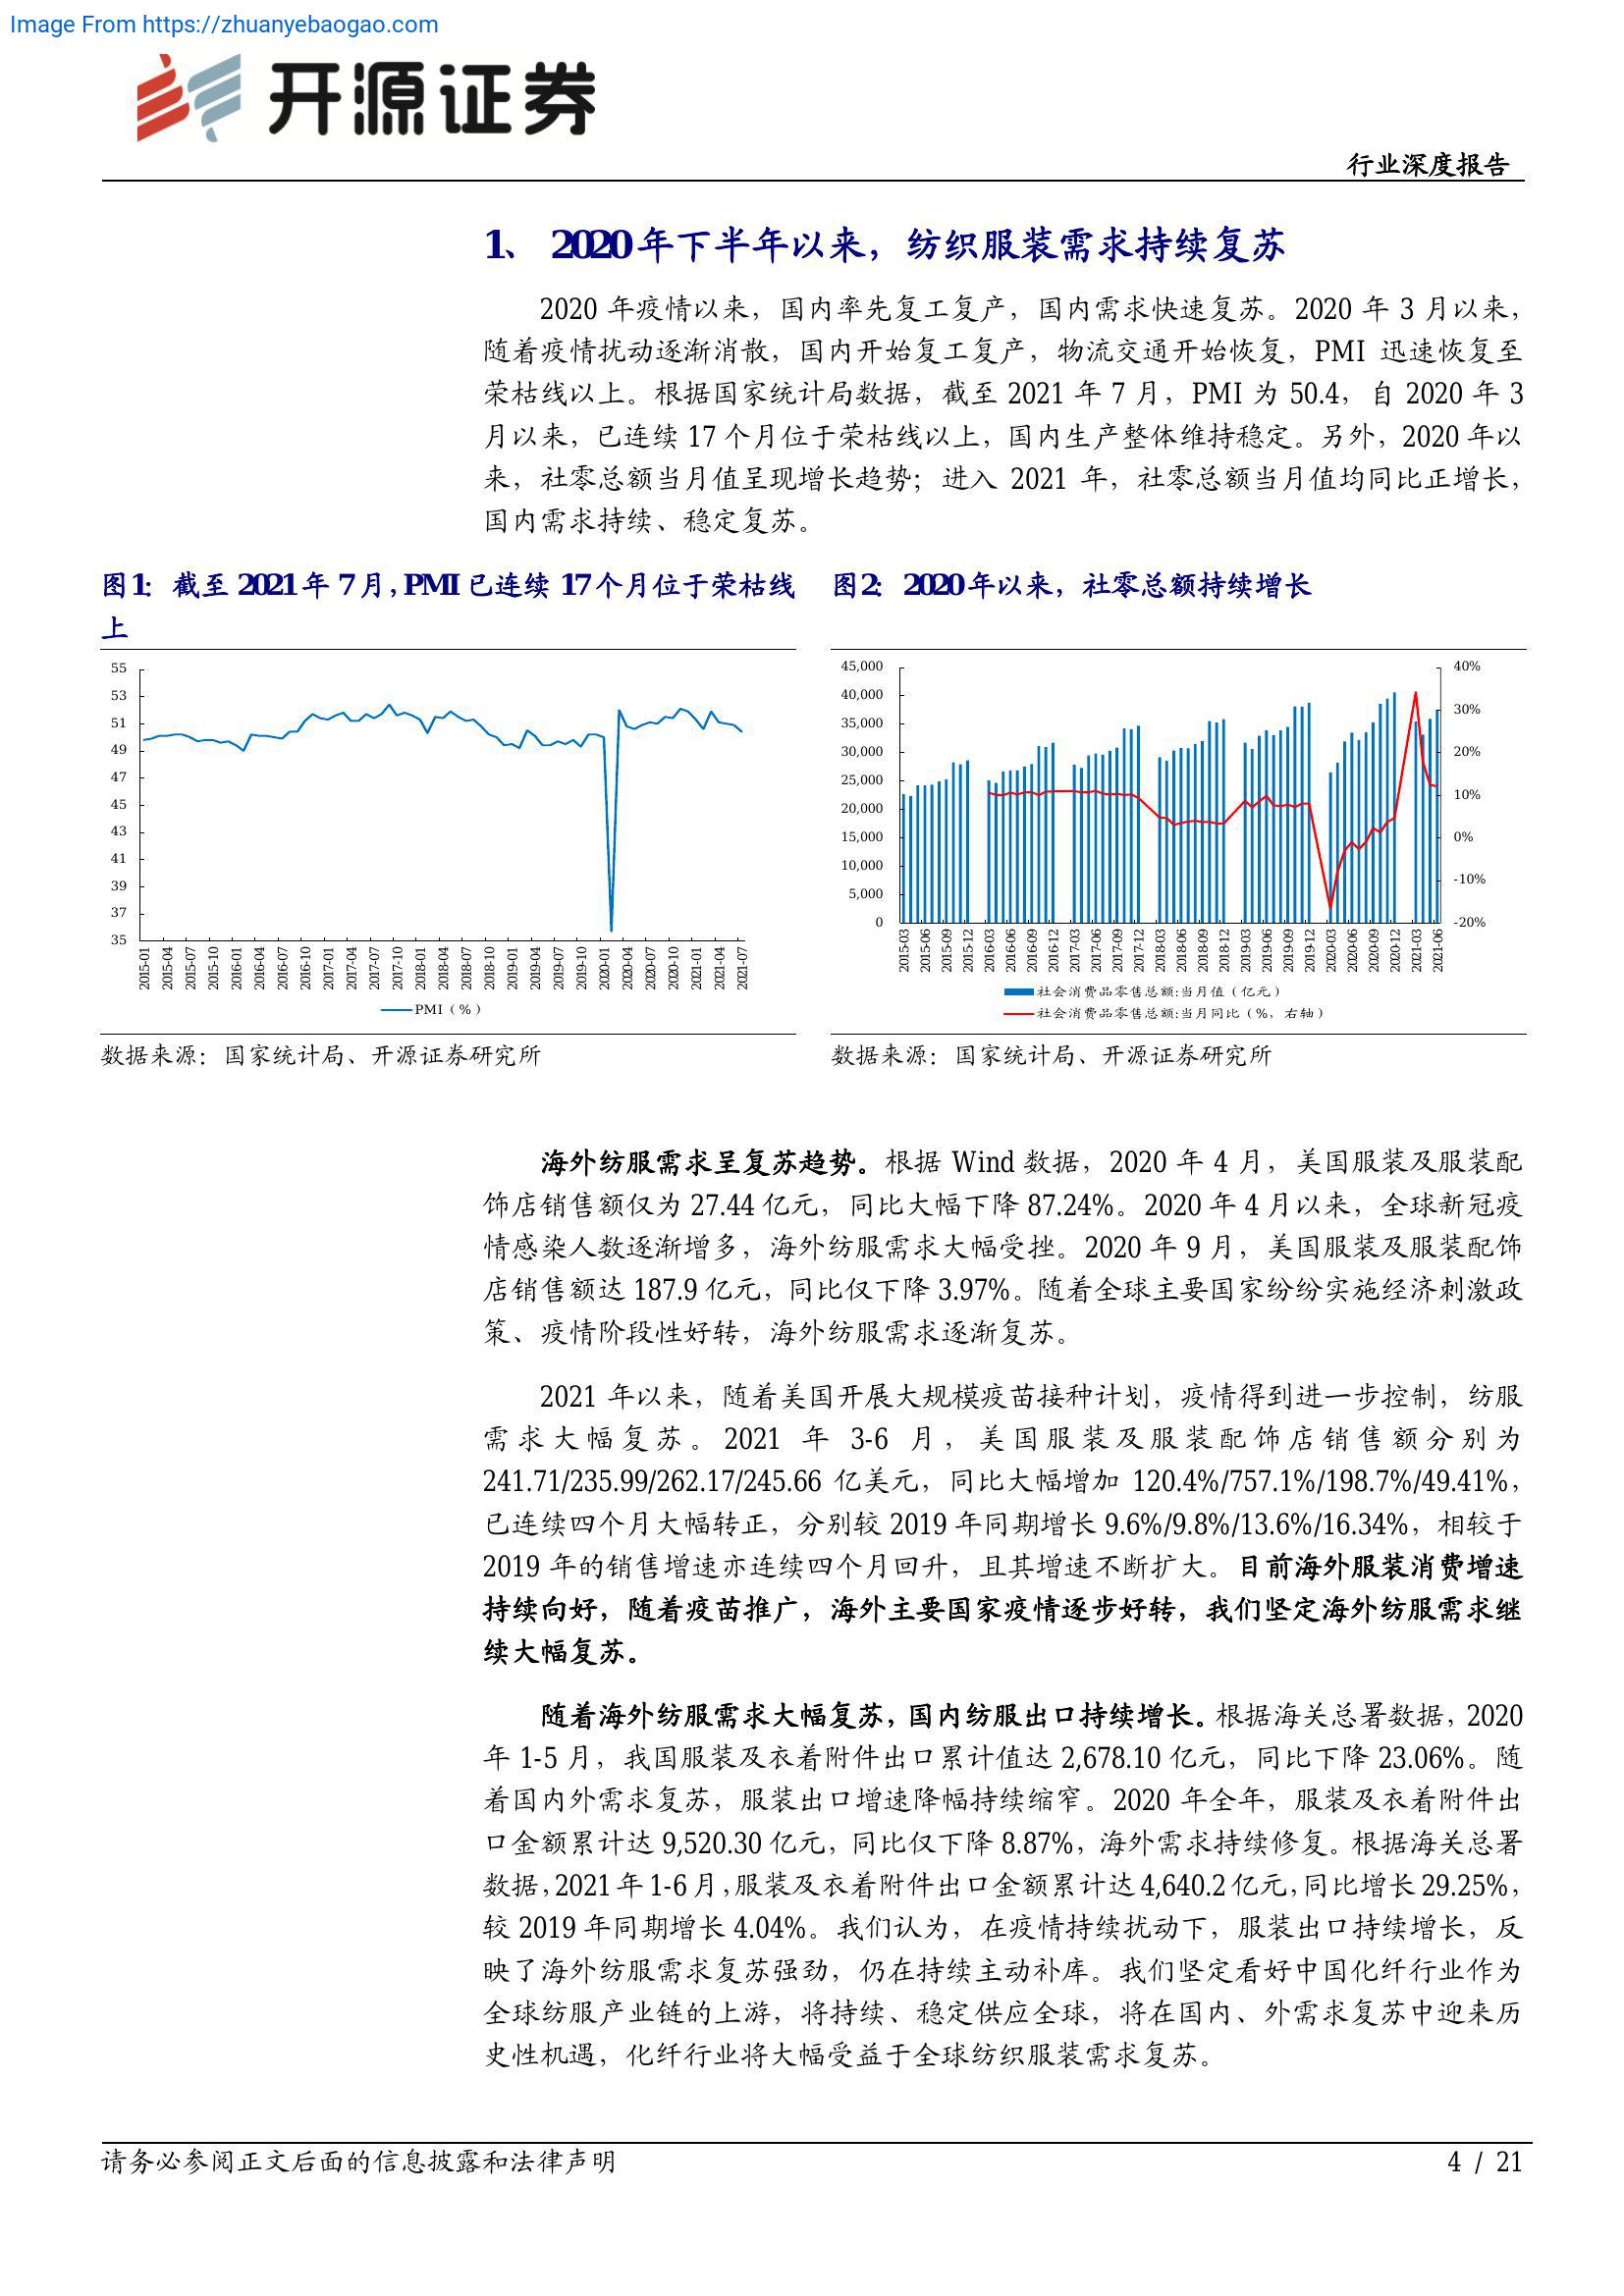 Image From https://zhuanyebaogao.com
开源证券
行业深度报告
1、 2020年下半年以来，纺织服装需求持续复苏
2020 年疫情以来，国内率先复工复产，国内需求快速复苏。2020 年 3 月以来，
随着疫情扰动逐渐消散，国内开始复工复产，物流交通开始恢复，PMI 迅速恢复至
荣枯线以上。根据国家统计局数据，截至 2021 年 7 月，PMI 为 50.4，自 2020 年 3
月以来，已连续 17 个月位于荣枯线以上，国内生产整体维持稳定。另外，2020 年以
来，社零总额当月值呈现增长趋势；进入 2021 年，社零总额当月值均同比正增长，
国内需求持续、稳定复苏。
图1：截至 2021 年 7 月，PMI 已连续 17 个月位于荣枯线
上
55
53
51
49
47
45
43
41
39
37
35
2015-01
2015-04
2015-07
2015-10
2016-01
2016-04
2016-07
2016-10
2017-01
2017-04
2017-07
2017-10
2018-01
2018-04
2018-07
2018-10
2019-01
2019-04
2019-07
2019-10
2020-01
2020-04
2020-07
2020-10
2021-01
2021-04
2021-07
PMI（%）
数据来源：国家统计局、开源证券研究所
图2：2020年以来，社零总额持续增长
45,000
40,000
35,000
30,000
25,000
20,000
15,000
10,000
5,000
0
40%
30%
20%
10%
0%
-10%
-20%
2015-03
2015-06
2015-09
2015-12
2016-03
2016-06
2016-09
2016-12
2017-03
2017-06
2017-09
2017-12
2018-03
2018-06
2018-09
2018-12
2019-03
2019-06
2019-09
2019-12
2020-03
2020-06
2020-09
2020-12
2021-03
2021-06
社会消费品零售总额:当月值（亿元）
社会消费品零售总额:当月同比（%，右轴）
数据来源：国家统计局、开源证券研究所
海外纺服需求呈复苏趋势。根据 Wind 数据，2020 年 4 月，美国服装及服装配
饰店销售额仅为 27.44 亿元，同比大幅下降 87.24%。2020 年 4 月以来，全球新冠疫
情感染人数逐渐增多，海外纺服需求大幅受挫。2020 年 9 月，美国服装及服装配饰
店销售额达 187.9 亿元，同比仅下降 3.97%。随着全球主要国家纷纷实施经济刺激政
策、疫情阶段性好转，海外纺服需求逐渐复苏。
2021 年以来，随着美国开展大规模疫苗接种计划，疫情得到进一步控制，纺服
需求大幅复苏。2021 年 3-6 月，美国服装及服装配饰店销售额分别为
241.71/235.99/262.17/245.66 亿美元，同比大幅增加 120.4%/757.1%/198.7%/49.41%，
已连续四个月大幅转正，分别较 2019 年同期增长 9.6%/9.8%/13.6%/16.34%，相较于
2019 年的销售增速亦连续四个月回升，且其增速不断扩大。目前海外服装消费增速
持续向好，随着疫苗推广，海外主要国家疫情逐步好转，我们坚定海外纺服需求继
续大幅复苏。
随着海外纺服需求大幅复苏，国内纺服出口持续增长。根据海关总署数据，2020
年 1-5 月，我国服装及衣着附件出口累计值达 2,678.10 亿元，同比下降 23.06%。随
着国内外需求复苏，服装出口增速降幅持续缩窄。2020 年全年，服装及衣着附件出
口金额累计达 9,520.30 亿元，同比仅下降 8.87%，海外需求持续修复。根据海关总署
数据，2021 年 1-6 月，服装及衣着附件出口金额累计达 4,640.2 亿元，同比增长 29.25%，
较 2019 年同期增长 4.04%。我们认为，在疫情持续扰动下，服装出口持续增长，反
映了海外纺服需求复苏强劲，仍在持续主动补库。我们坚定看好中国化纤行业作为
全球纺服产业链的上游，将持续、稳定供应全球，将在国内、外需求复苏中迎来历
史性机遇，化纤行业将大幅受益于全球纺织服装需求复苏。
请务必参阅正文后面的信息披露和法律声明
4 / 21